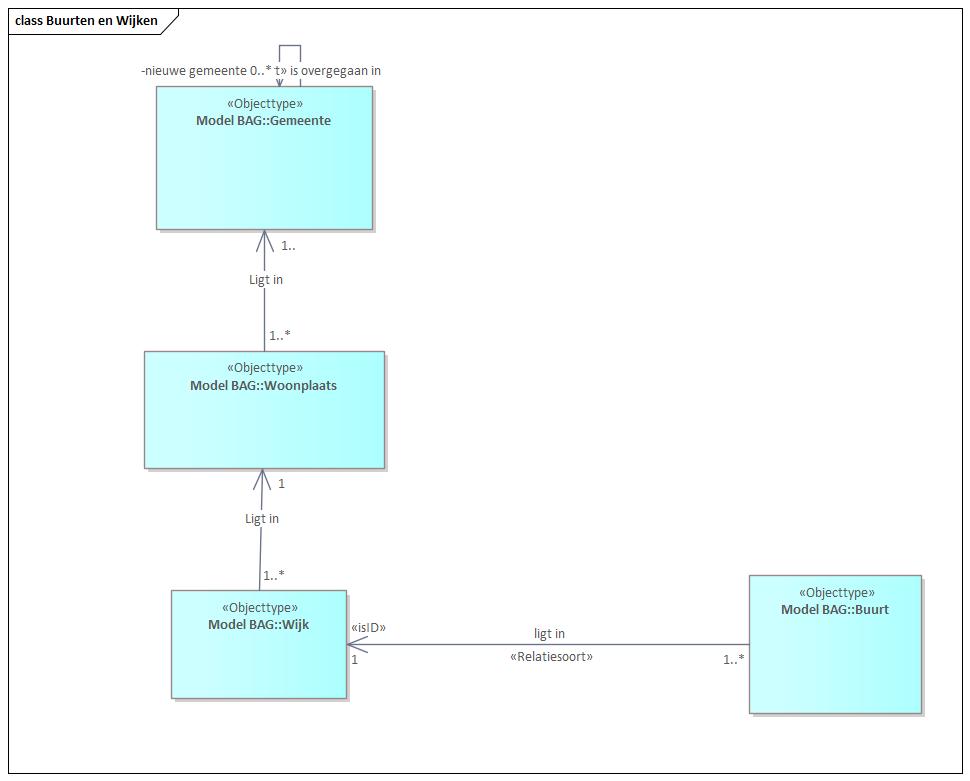 class Buurten en Wijken
-nieuwe gemeente 0..* t» is overgegaan in
«Objecttype»
Model BAG::Gemeente
1..
Ligt in
1..*
«Objecttype»
Model BAG::Woonplaats
1
Ligt in
1..*
«Objecttype»
Model BAG::Wijk
«isID»
1
ligt in
«Relatiesoort»
1..*
«Objecttype»
Model BAG::Buurt